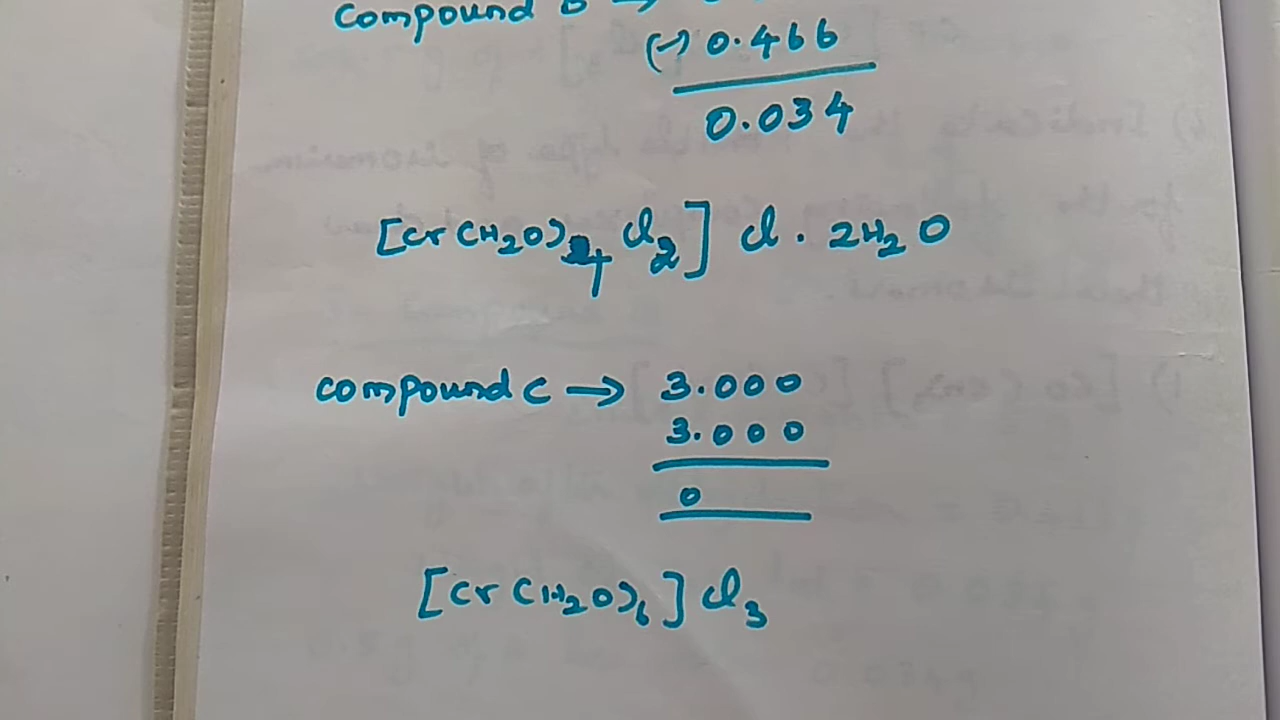 compound B →
(-) 0.466
0.034
[Cr(H2O)4 Cl2] Cl . 2H2O
compound C → 3.000
3.000
0
[Cr(H2O)6] Cl3